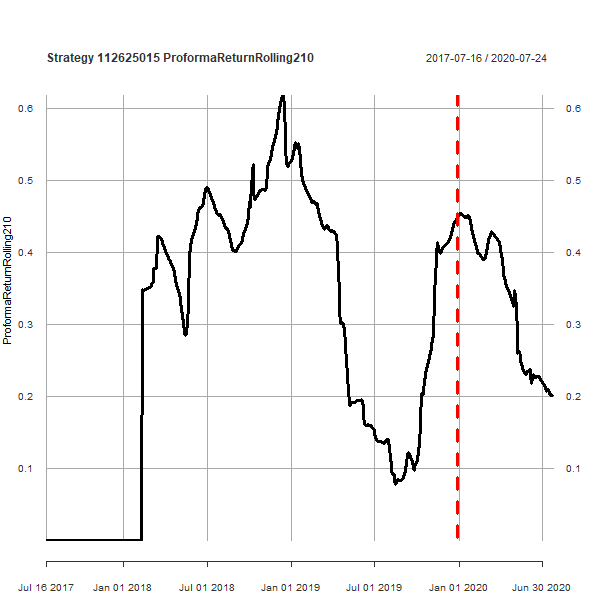 Strategy 112625015 ProformaReturnRolling210
2017-07-16 / 2020-07-24
ProformaReturnRolling210
0.6
0.5
0.4
0.3
0.2
0.1
0.6
0.5
0.4
0.3
0.2
0.1
Jul 16 2017
Jan 01 2018
Jul 01 2018
Jan 01 2019
Jul 01 2019
Jan 01 2020
Jun 30 2020